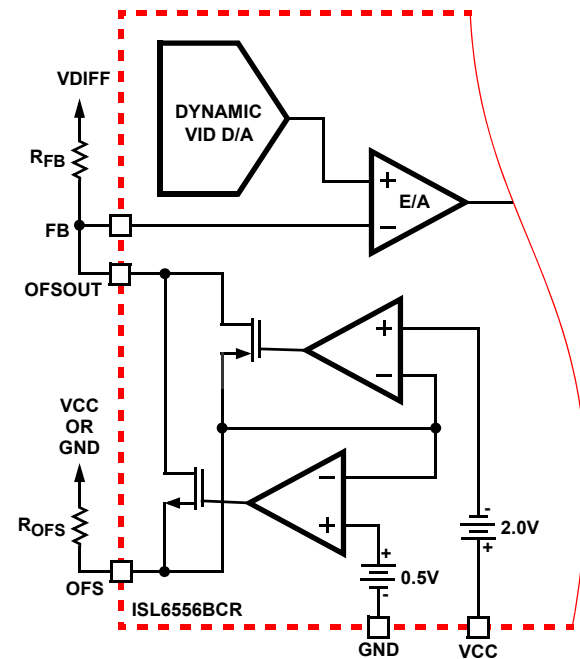 VDIFF
DYNAMIC
VID D/A
RFB
+
E/A
-
FB
OFSOUT
+
-
VCC
OR
GND
-
+
-
2.0V
+
ROFS
+
0.5V
-
OFS
ISL6556BCR
GND
VCC